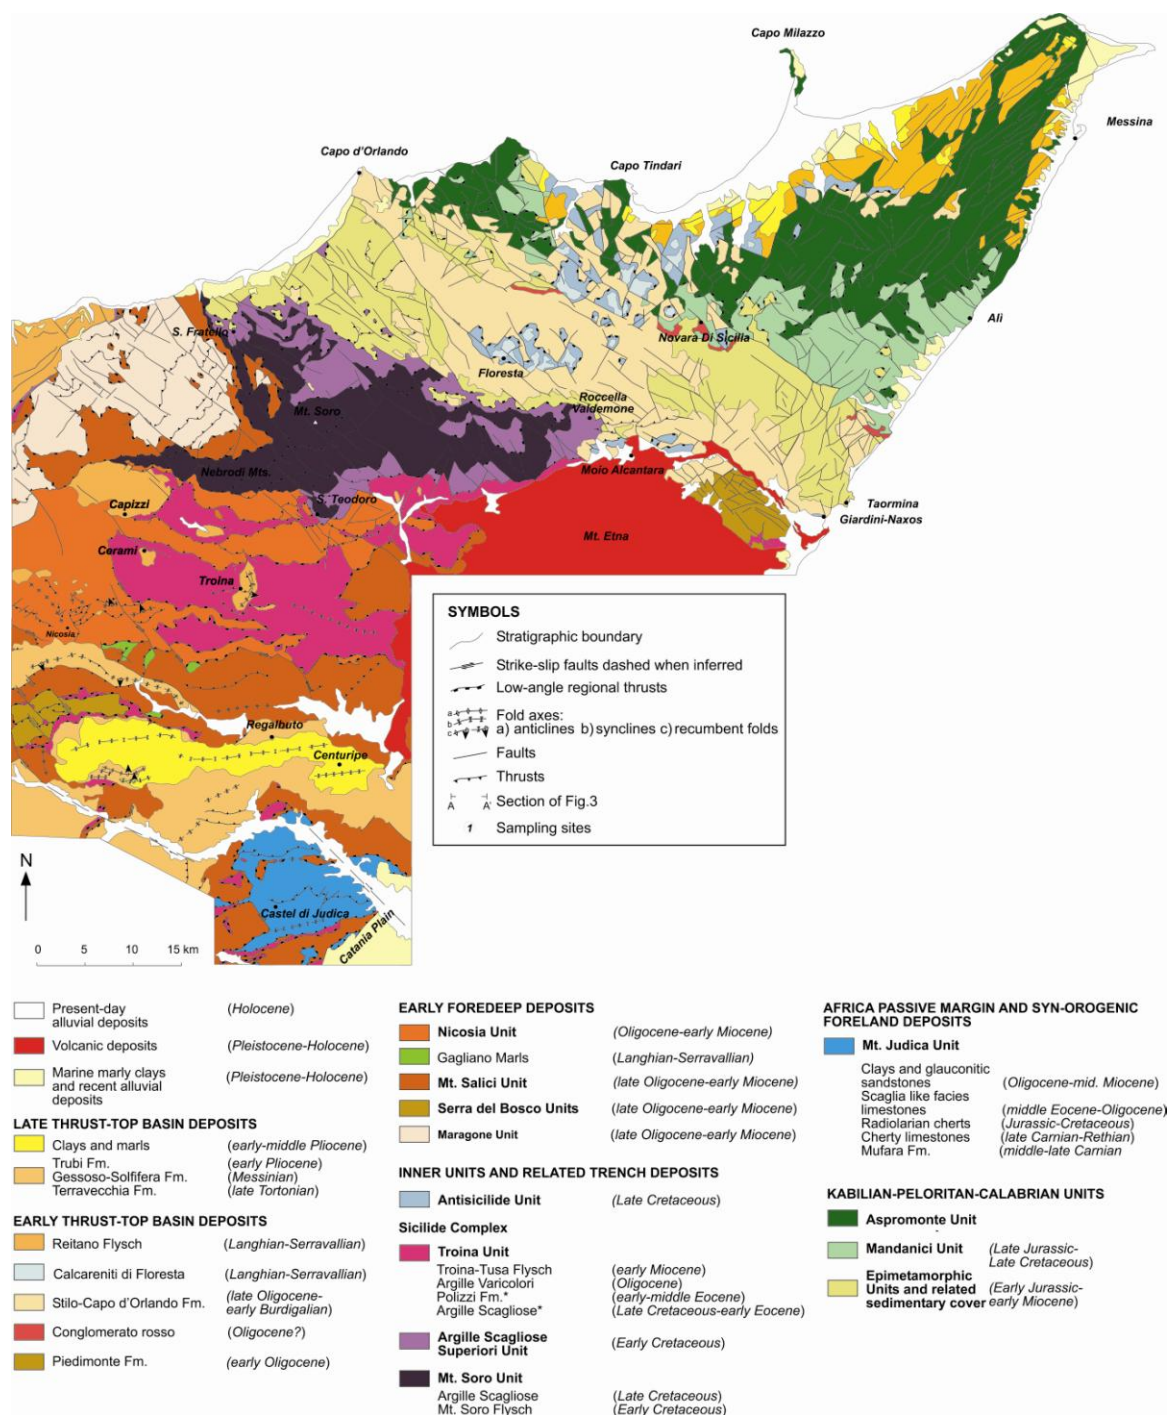 Capo Milazzo
Messina
Capo d'Orlando
Capo Tindari
Alì
S. Fratello
Novara Di Sicilia
Floresta
Roccella
Valdemone
Mt. Soro
Nebrodi Mts.
Moio Alcantara
S. Teodoro
Capizzi
Taormina
Giardini-Naxos
Mt. Etna
Cerami
Troina
Nicosia
Regalbuto
Centuripe
Castel di Judica
Catania Plain
N
0 5 10 15 km
SYMBOLS
Stratigraphic boundary
Strike-slip faults dashed when inferred
Low-angle regional thrusts
a
b
c
Fold axes:
a) anticlines b) synclines c) recumbent folds
Faults
Thrusts
A A' Section of Fig.3
1 Sampling sites
Present-day (Holocene)
alluvial deposits
Volcanic deposits (Pleistocene-Holocene)
Marine marly clays
and recent alluvial (Pleistocene-Holocene)
deposits
LATE THRUST-TOP BASIN DEPOSITS
Clays and marls (early-middle Pliocene)
Trubi Fm. (early Pliocene)
Gessoso-Solfifera Fm. (Messinian)
Terravecchia Fm. (late Tortonian)
EARLY THRUST-TOP BASIN DEPOSITS
Reitano Flysch (Langhian-Serravallian)
Calcareniti di Floresta (Langhian-Serravallian)
Stilo-Capo d'Orlando Fm. (late Oligocene-
early Burdigalian)
Conglomerato rosso (Oligocene?)
Piedimonte Fm. (early Oligocene)
EARLY FOREDEEP DEPOSITS
Nicosia Unit (Oligocene-early Miocene)
Gagliano Marls (Langhian-Serravallian)
Mt. Salici Unit (late Oligocene-early Miocene)
Serra del Bosco Units (late Oligocene-early Miocene)
Maragone Unit (late Oligocene-early Miocene)
INNER UNITS AND RELATED TRENCH DEPOSITS
Antisicilide Unit (Late Cretaceous)
Sicilide Complex
Troina Unit
Troina-Tusa Flysch (early Miocene)
Argille Varicolori (Oligocene)
Polizzi Fm.* (early-middle Eocene)
Argille Scagliose* (Late Cretaceous-early Eocene)
Argille Scagliose (Early Cretaceous)
Superiori Unit
Mt. Soro Unit
Argille Scagliose (Late Cretaceous)
Mt. Soro Flysch (Early Cretaceous)
AFRICA PASSIVE MARGIN AND SYN-OROGENIC
FORELAND DEPOSITS
Mt. Judica Unit
Clays and glauconitic
sandstones (Oligocene-mid. Miocene)
Scaglia like facies
limestones (middle Eocene-Oligocene)
Radiolarian cherts (Jurassic-Cretaceous)
Cherty limestones (late Carnian-Rethian)
Mufara Fm. (middle-late Carnian
KABILIAN-PELORITAN-CALABRIAN UNITS
Aspromonte Unit
Mandanici Unit (Late Jurassic-
Late Cretaceous)
Epimetamorphic
Units and related (Early Jurassic-
sedimentary cover early Miocene)